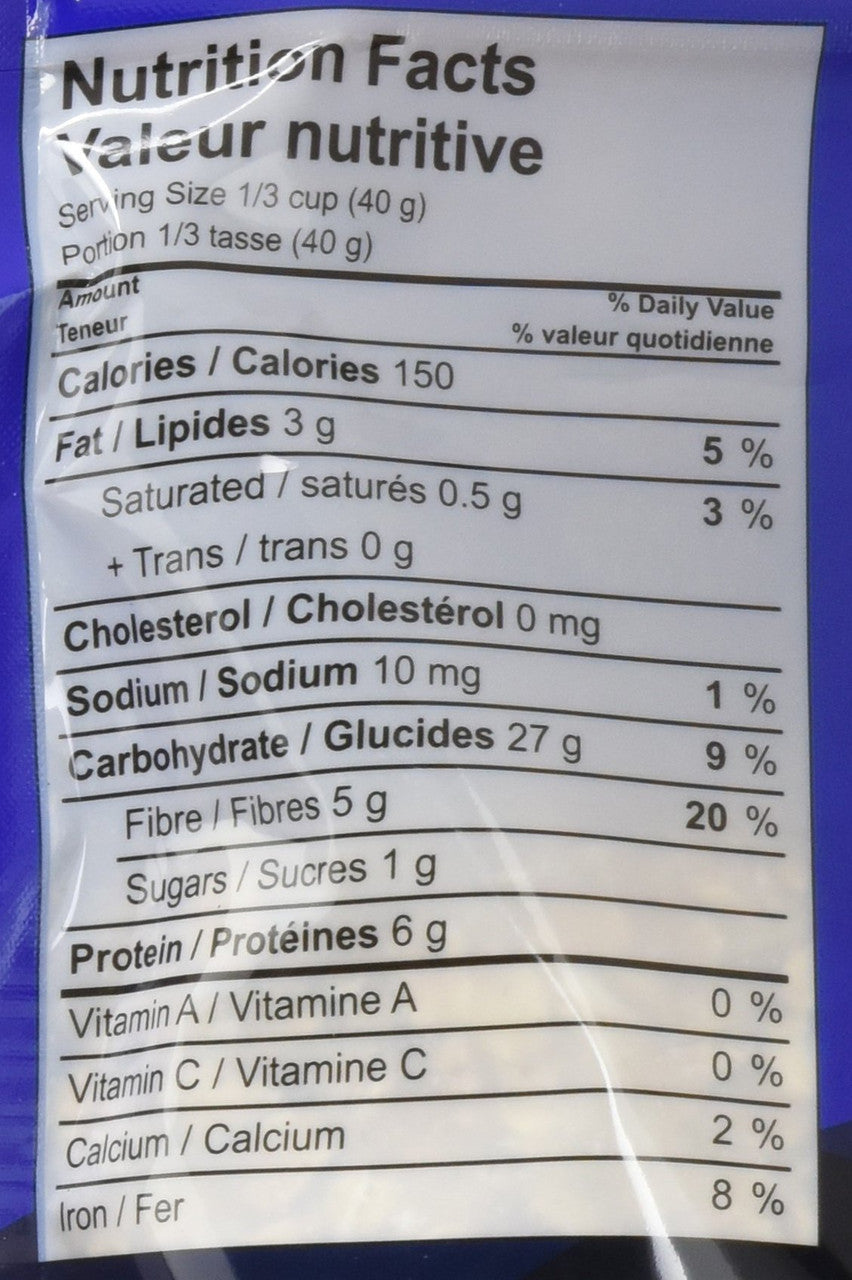 Nutrition Facts
Valeur nutritive
Serving Size 1/3 cup (40 g)
Portion 1/3 tasse (40 g)
Amount % Daily Value
Teneur % valeur quotidienne
Calories / Calories 150
Fat / Lipides 3 g 5 %
Saturated / saturés 0.5 g 3 %
+ Trans / trans 0 g
Cholesterol / Cholestérol 0 mg
Sodium / Sodium 10 mg 1 %
Carbohydrate / Glucides 27 g 9 %
Fibre / Fibres 5 g 20 %
Sugars / Sucres 1 g
Protein / Protéines 6 g
Vitamin A / Vitamine A 0 %
Vitamin C / Vitamine C 0 %
Calcium / Calcium 2 %
Iron / Fer 8 %